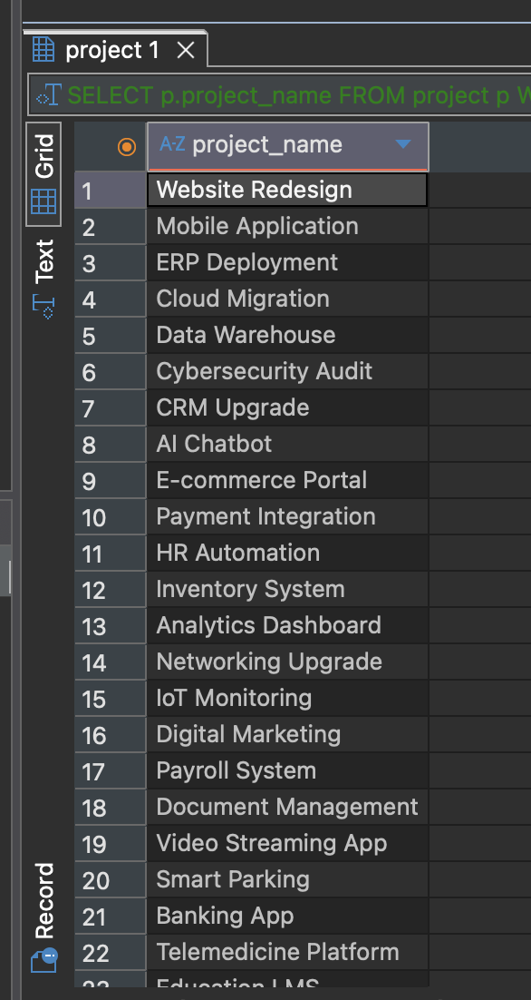 project 1
SELECT p.project_name FROM project p W
Grid
Text
Record
A-Z project_name
1 Website Redesign
2 Mobile Application
3 ERP Deployment
4 Cloud Migration
5 Data Warehouse
6 Cybersecurity Audit
7 CRM Upgrade
8 AI Chatbot
9 E-commerce Portal
10 Payment Integration
11 HR Automation
12 Inventory System
13 Analytics Dashboard
14 Networking Upgrade
15 IoT Monitoring
16 Digital Marketing
17 Payroll System
18 Document Management
19 Video Streaming App
20 Smart Parking
21 Banking App
22 Telemedicine Platform
23 Education LMS